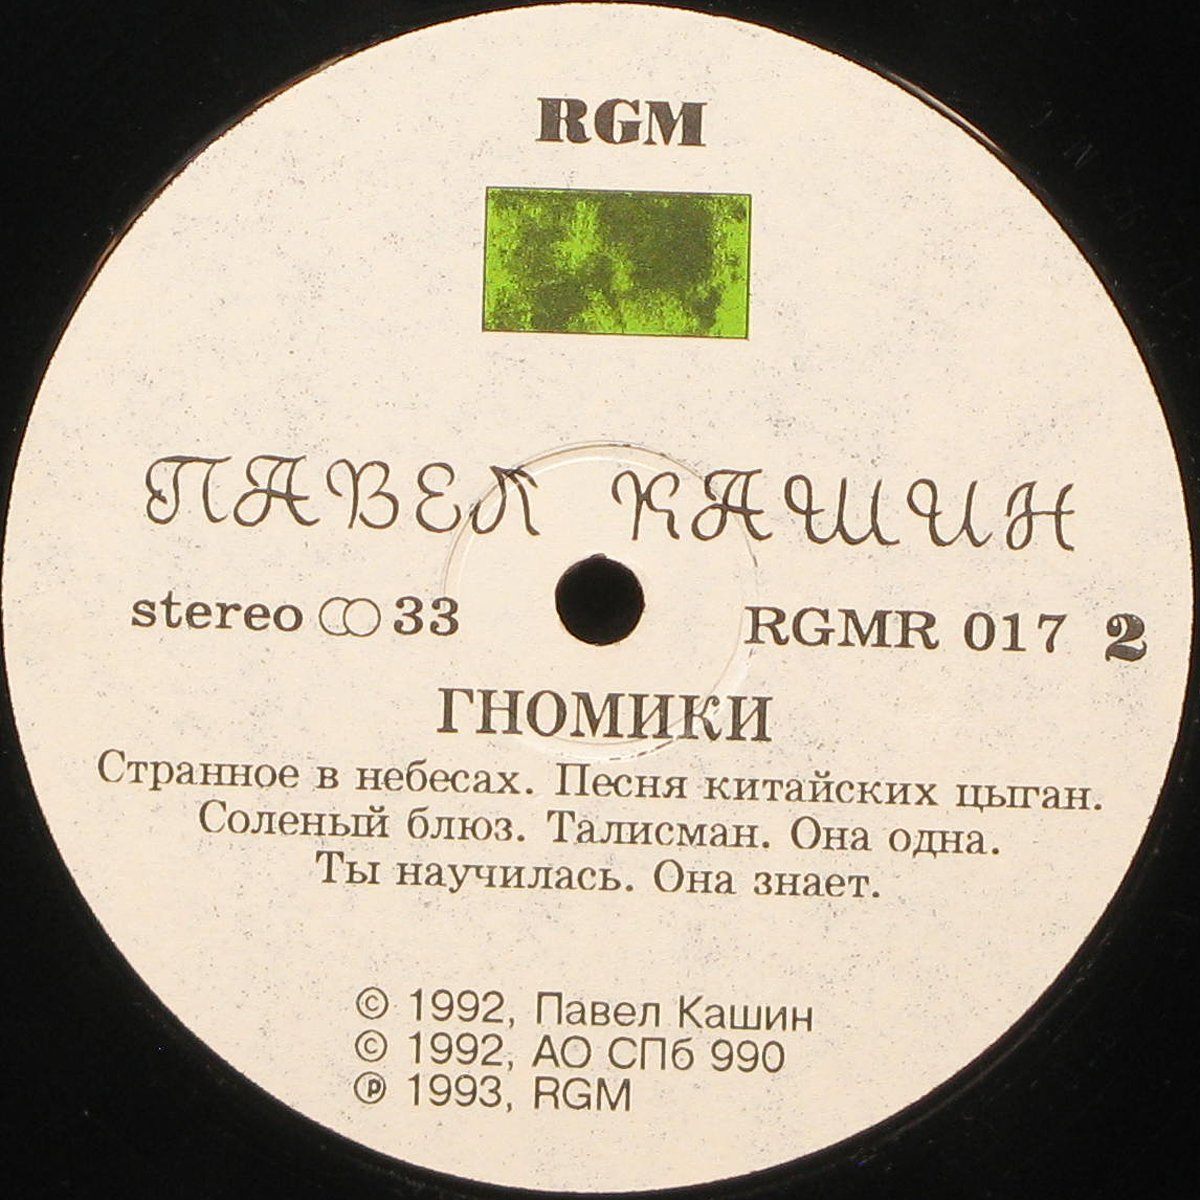 RGM
ПАВЕЛ КАШИН
stereo 33 RGMR 017 2
ГНОМИКИ
Странное в небесах. Песня китайских цыган.
Соленый блюз. Талисман. Она одна.
Ты научилась. Она знает.
© 1992, Павел Кашин
© 1992, АО СПб 990
℗ 1993, RGM